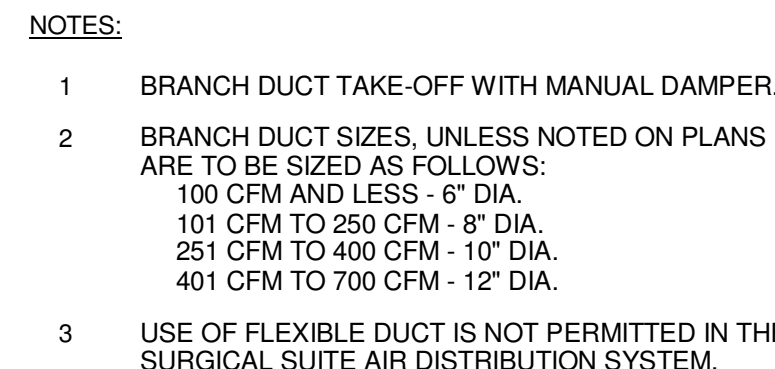 NOTES:
1 BRANCH DUCT TAKE-OFF WITH MANUAL DAMPER.
2 BRANCH DUCT SIZES, UNLESS NOTED ON PLANS
ARE TO BE SIZED AS FOLLOWS:
100 CFM AND LESS - 6" DIA.
101 CFM TO 250 CFM - 8" DIA.
251 CFM TO 400 CFM - 10" DIA.
401 CFM TO 700 CFM - 12" DIA.
3 USE OF FLEXIBLE DUCT IS NOT PERMITTED IN TH
SURGICAL SUITE AIR DISTRIBUTION SYSTEM.